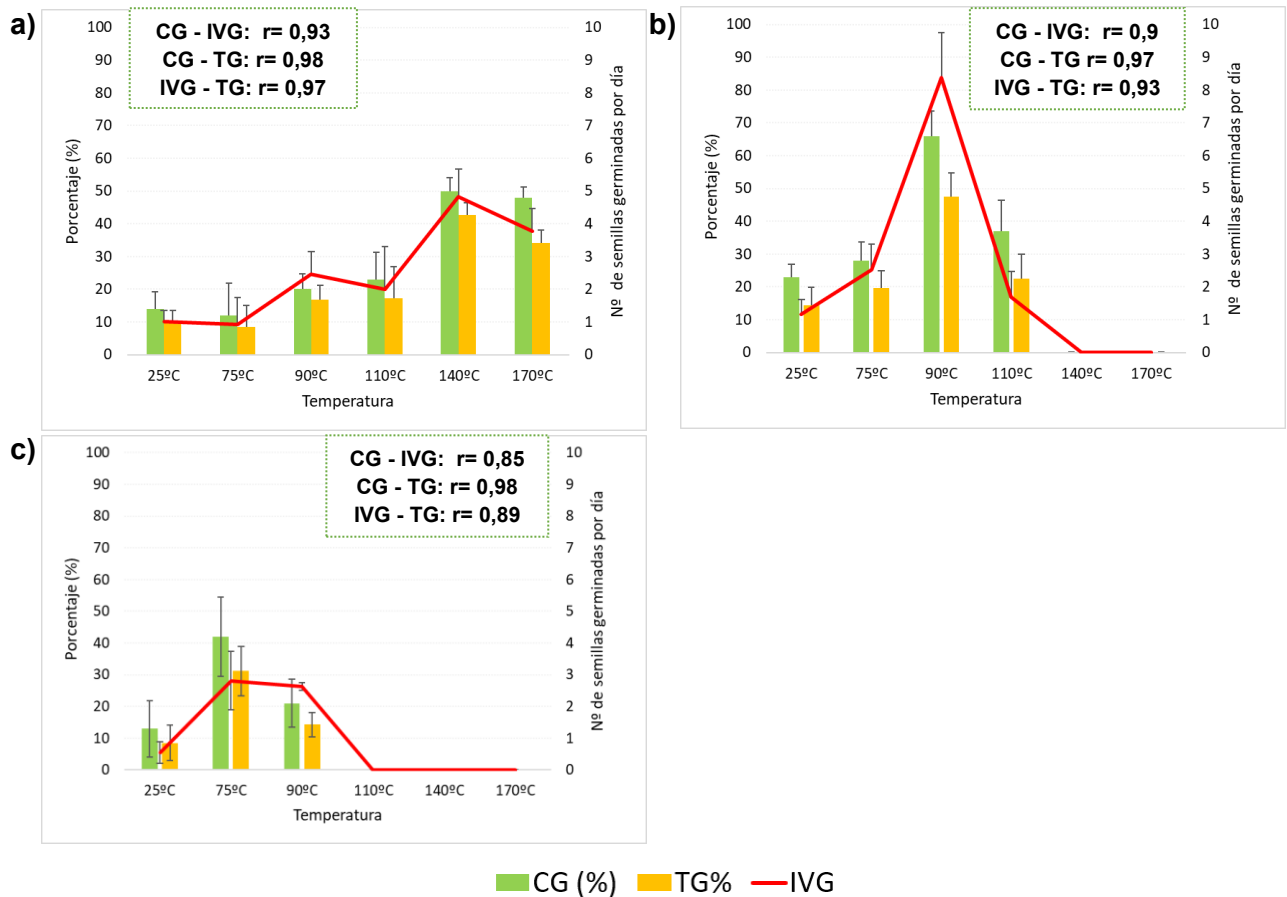 a)
CG - IVG: r= 0,93
CG - TG: r= 0,98
IVG - TG: r= 0,97
Porcentaje (%)
100
90
80
70
60
50
40
30
20
10
0
10
9
8
7
6
5
4
3
2
1
0
Nº de semillas germinadas por día
25ºC 75ºC 90ºC 110ºC 140ºC 170ºC
Temperatura
b)
CG - IVG: r= 0,9
CG - TG: r= 0,97
IVG - TG: r= 0,93
Porcentaje (%)
100
90
80
70
60
50
40
30
20
10
0
10
9
8
7
6
5
4
3
2
1
0
Nº de semillas germinadas por día
25ºC 75ºC 90ºC 110ºC 140ºC 170ºC
Temperatura
c)
CG - IVG: r= 0,85
CG - TG: r= 0,98
IVG - TG: r= 0,89
Porcentaje (%)
100
90
80
70
60
50
40
30
20
10
0
10
9
8
7
6
5
4
3
2
1
0
Nº de semillas germinadas por día
25ºC 75ºC 90ºC 110ºC 140ºC 170ºC
Temperatura
CG (%) TG% IVG